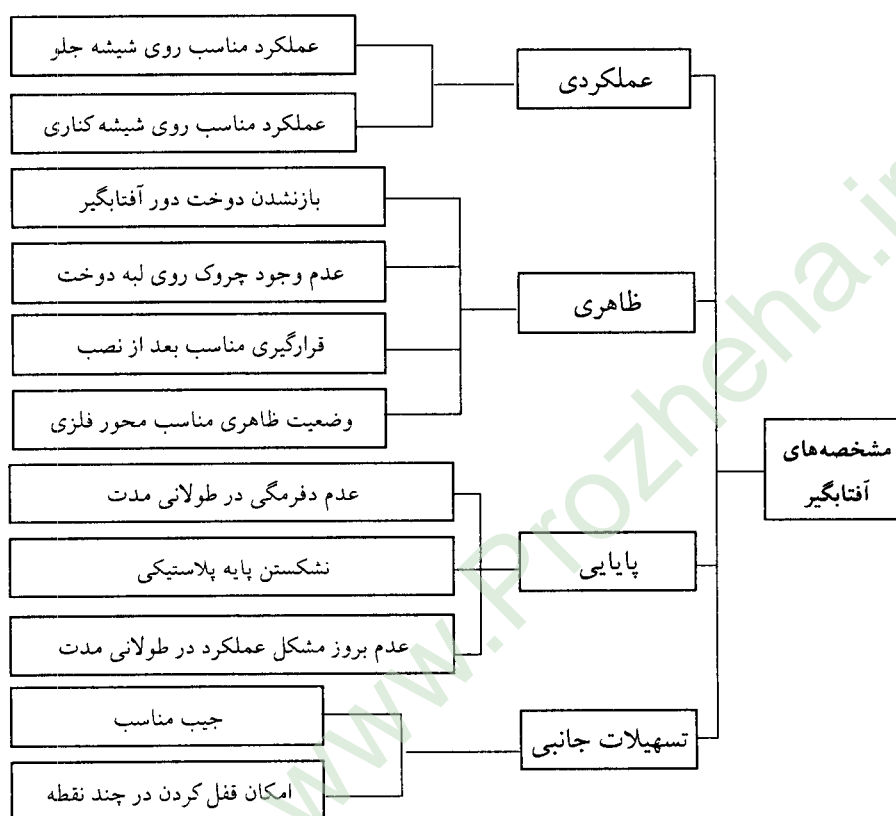 مشخصه‌های
آفتابگیر
عملکردی
عملکرد مناسب روی شیشه جلو
عملکرد مناسب روی شیشه کناری
ظاهری
بازنشدن دوخت دور آفتابگیر
عدم وجود چروک روی لبه دوخت
قرارگیری مناسب بعد از نصب
وضعیت ظاهری مناسب محور فلزی
پایایی
عدم دفرمگی در طولانی مدت
نشکستن پایه پلاستیکی
عدم بروز مشکل عملکرد در طولانی مدت
تسهیلات جانبی
جیب مناسب
امکان قفل کردن در چند نقطه
www.Prozheha.ir